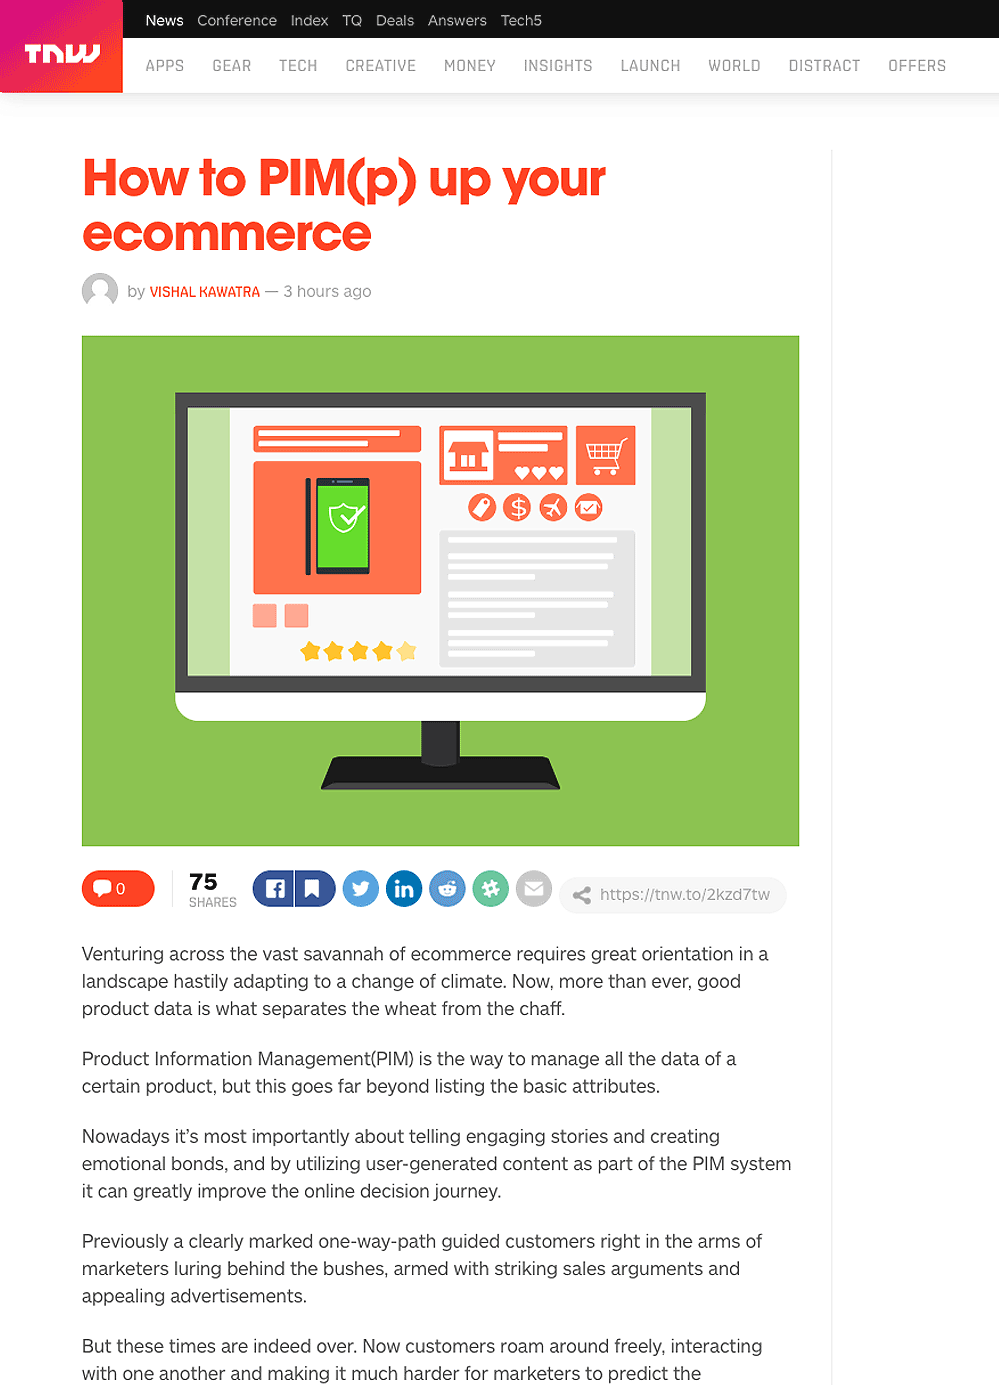 News Conference Index TQ Deals Answers Tech5
TNW
APPS GEAR TECH CREATIVE MONEY INSIGHTS LAUNCH WORLD DISTRACT OFFERS
How to PIM(p) up your
ecommerce
by VISHAL KAWATRA — 3 hours ago
$
0
75
SHARES
https://tnw.to/2kzd7tw
Venturing across the vast savannah of ecommerce requires great orientation in a
landscape hastily adapting to a change of climate. Now, more than ever, good
product data is what separates the wheat from the chaff.
Product Information Management(PIM) is the way to manage all the data of a
certain product, but this goes far beyond listing the basic attributes.
Nowadays it’s most importantly about telling engaging stories and creating
emotional bonds, and by utilizing user-generated content as part of the PIM system
it can greatly improve the online decision journey.
Previously a clearly marked one-way-path guided customers right in the arms of
marketers luring behind the bushes, armed with striking sales arguments and
appealing advertisements.
But these times are indeed over. Now customers roam around freely, interacting
with one another and making it much harder for marketers to predict the